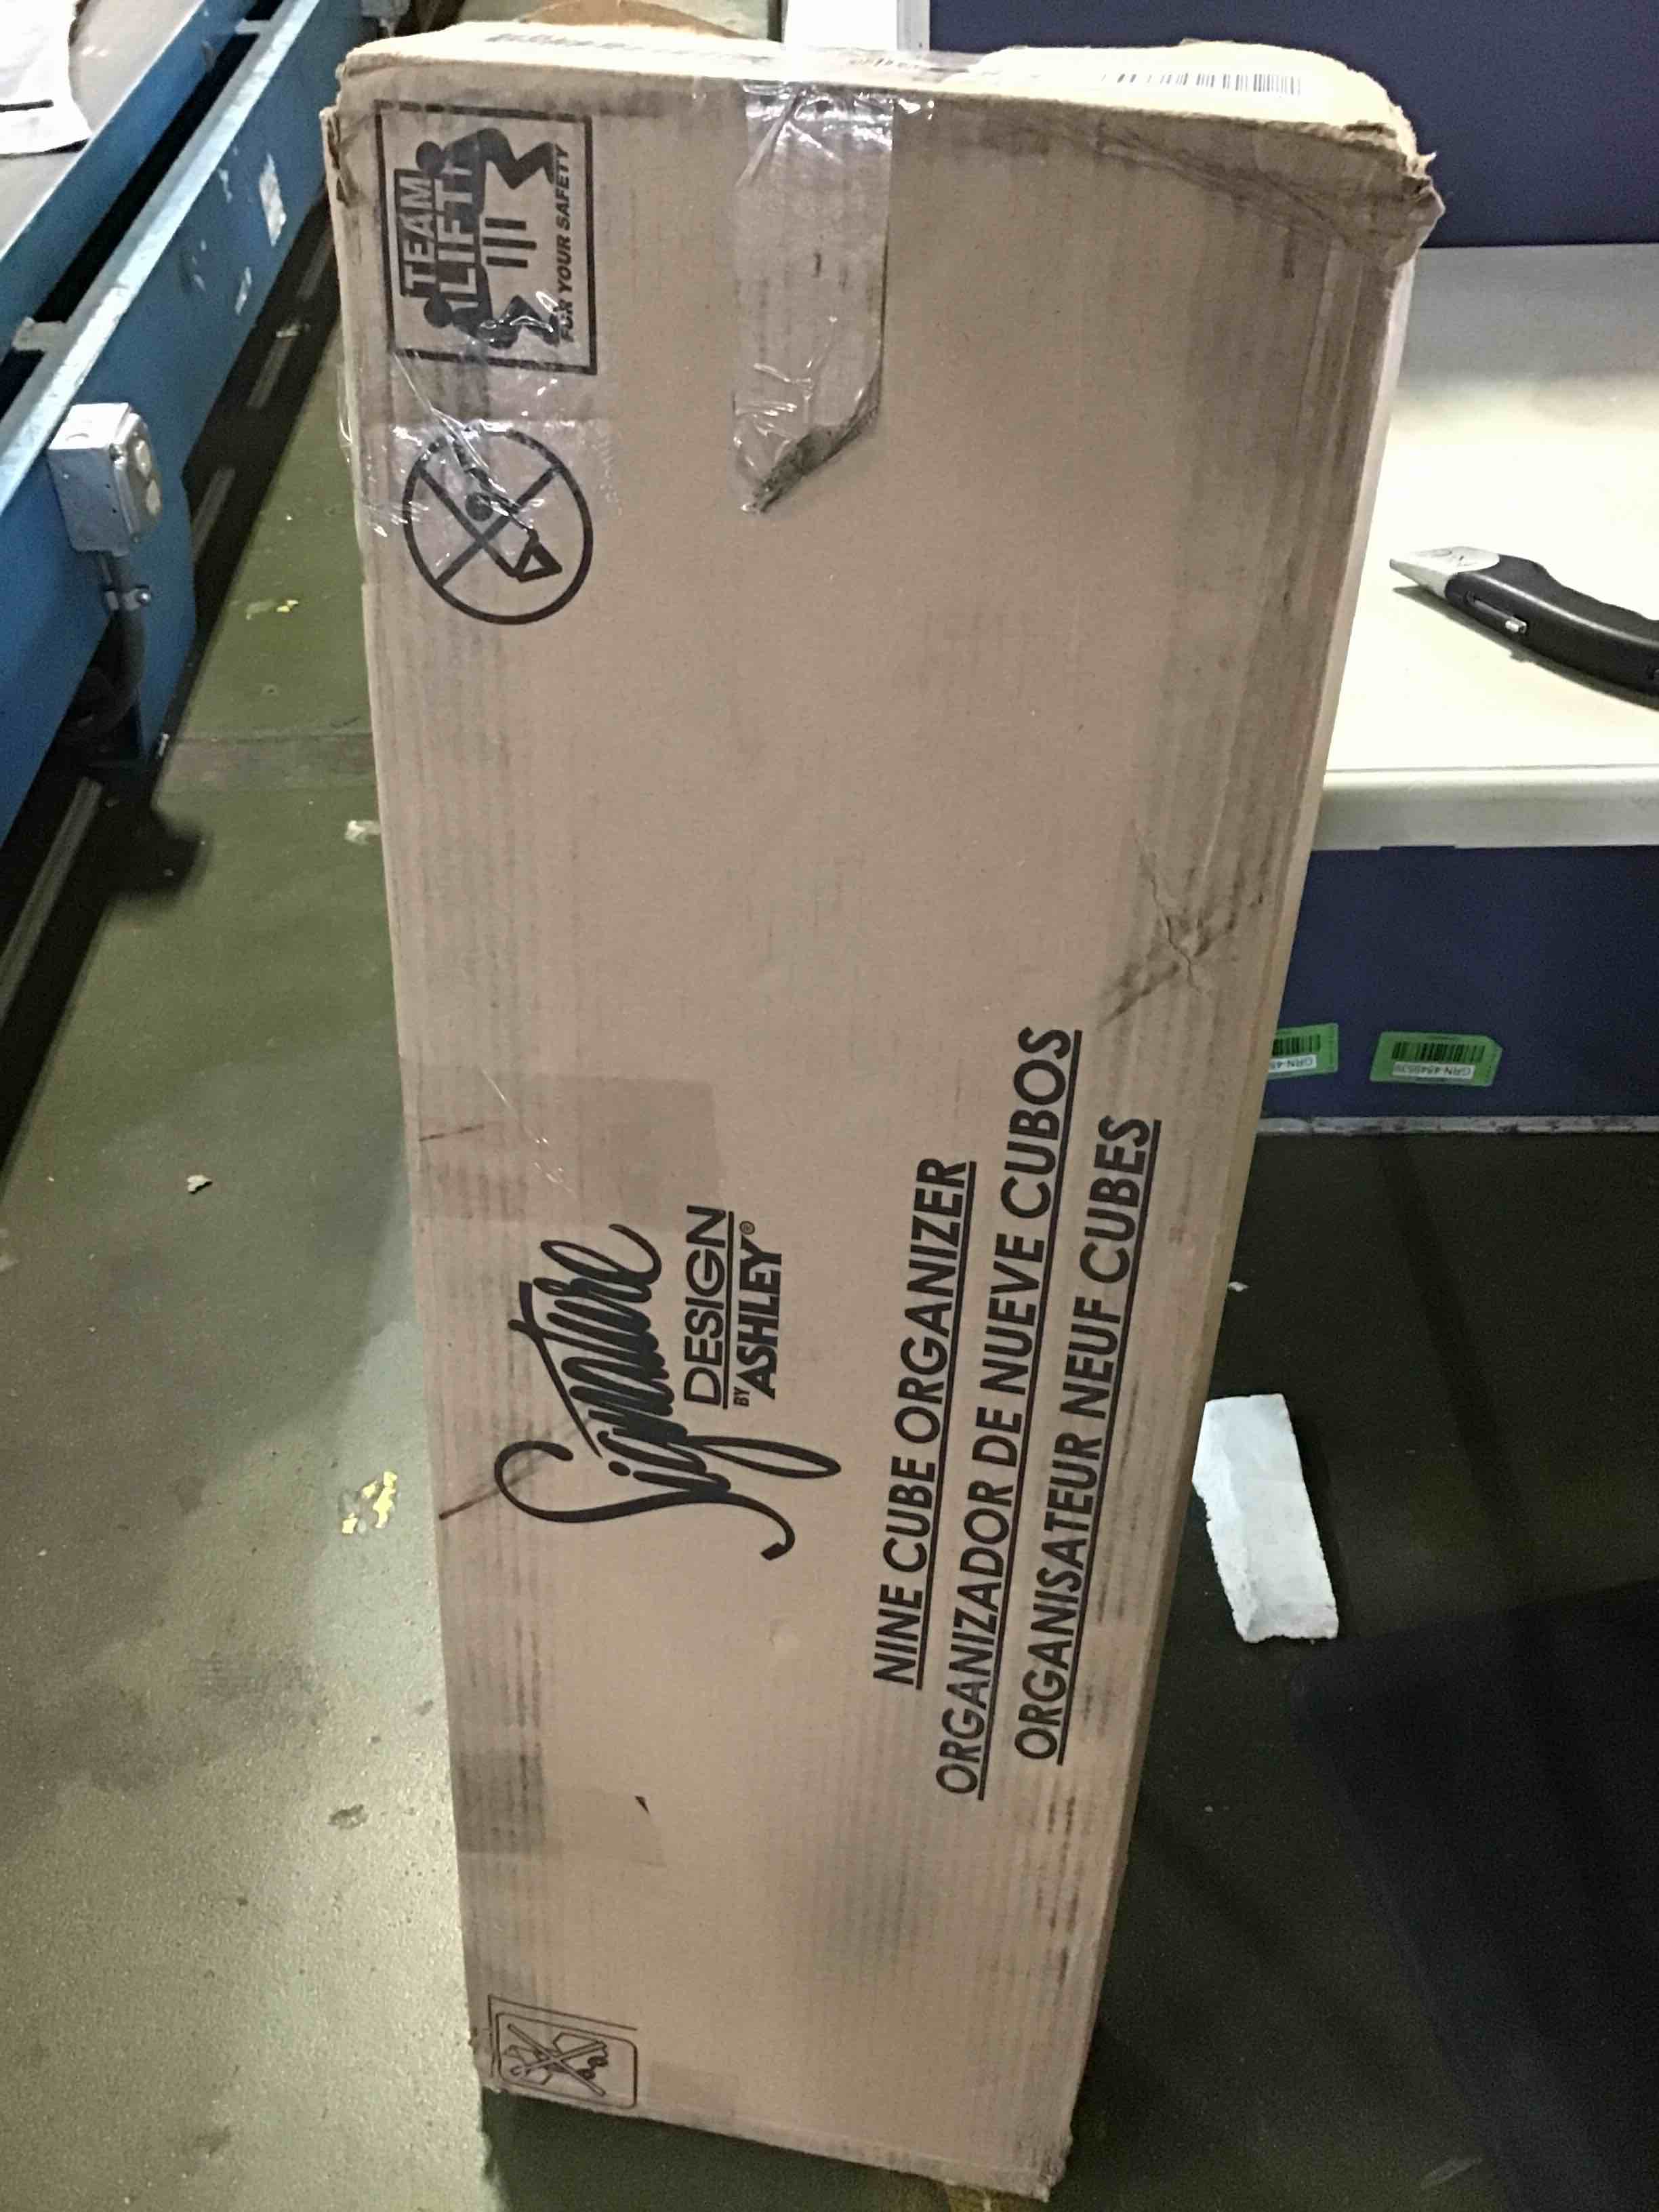 TEAM
LIFT
FOR YOUR SAFETY
Signature
DESIGN
BY ASHLEY®
NINE CUBE ORGANIZER
ORGANIZADOR DE NUEVE CUBOS
ORGANISATEUR NEUF CUBES